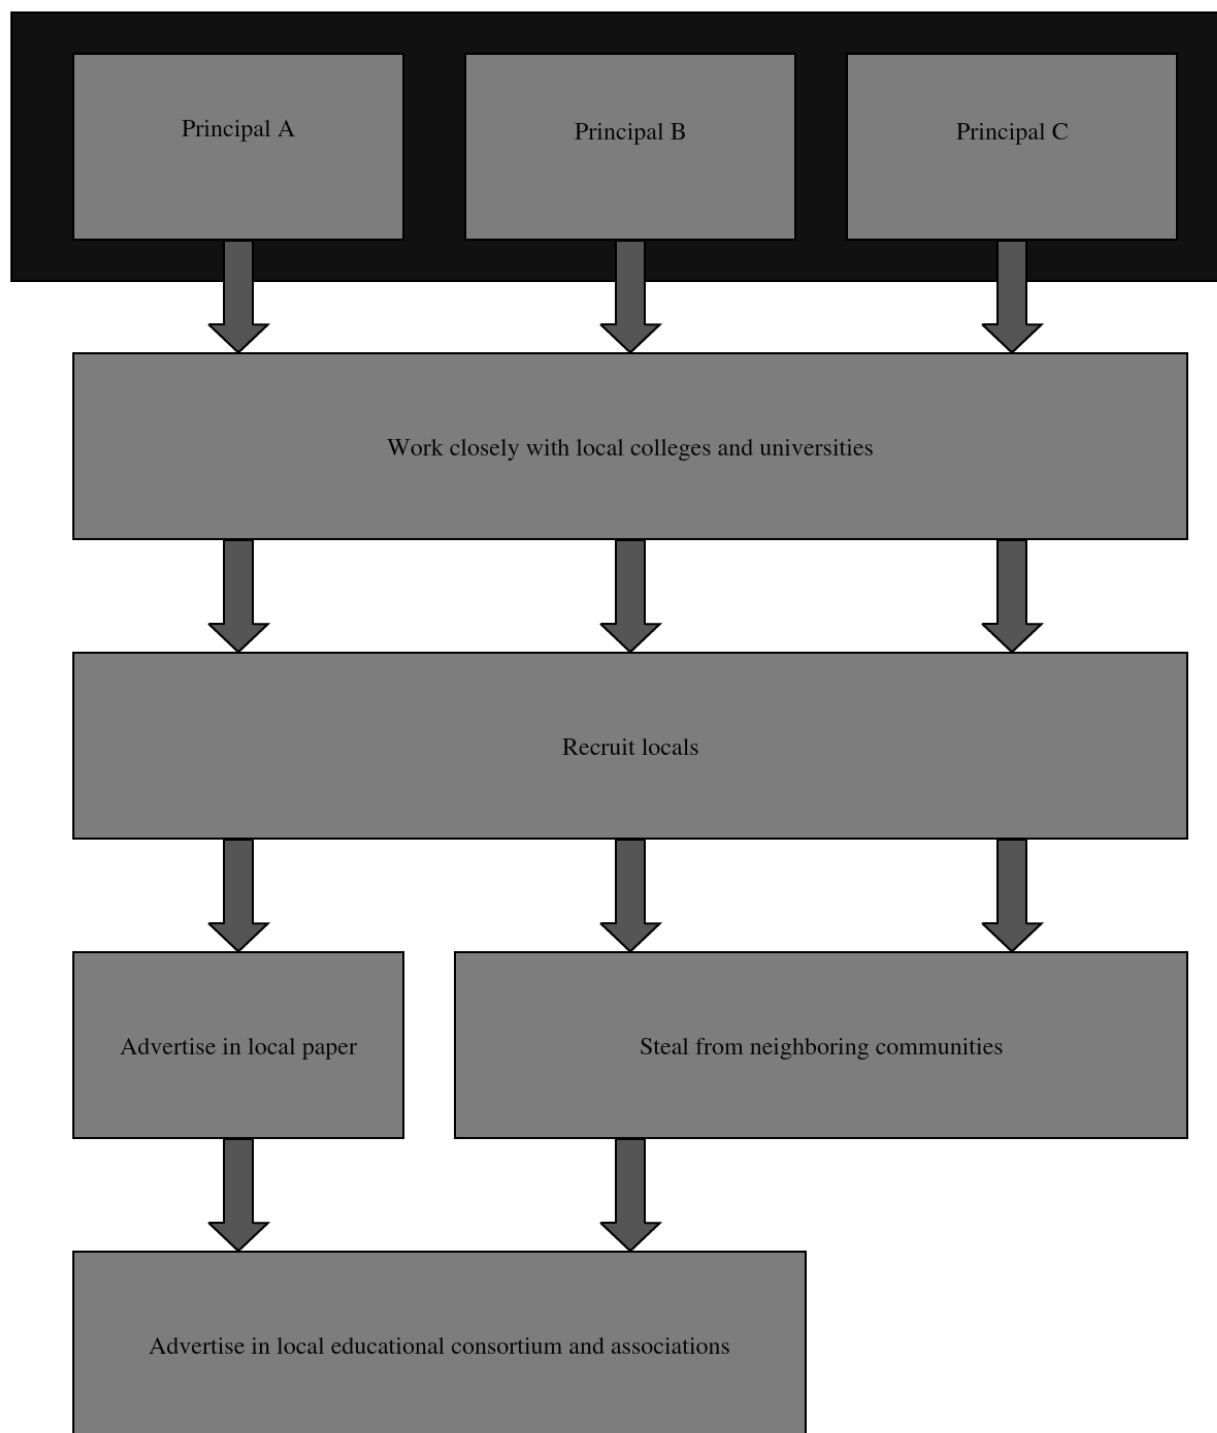 Principal A
Principal B
Principal C
Work closely with local colleges and universities
Recruit locals
Advertise in local paper
Steal from neighboring communities
Advertise in local educational consortium and associations